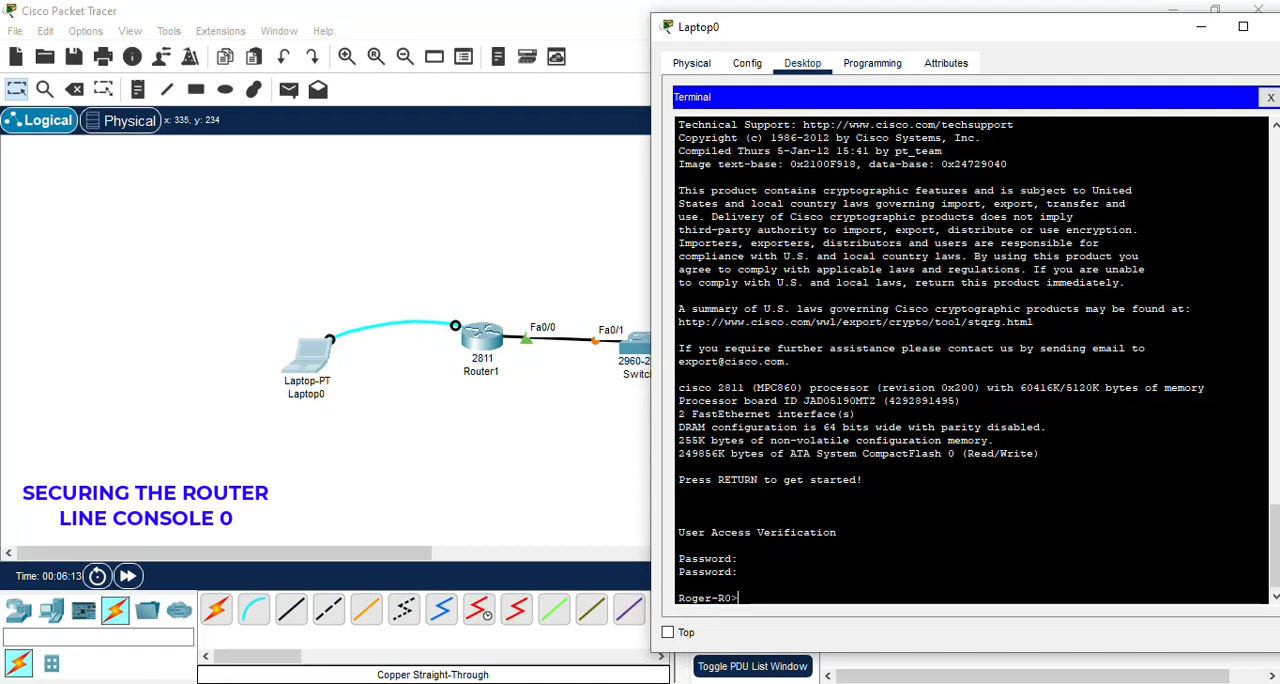 Cisco Packet Tracer
File Edit Options View Tools Extensions Window Help
Logical Physical x: 335, y: 234
Fa0/0
Fa0/1
2811
Router1
2960-2
Switc
Laptop-PT
Laptop0
SECURING THE ROUTER
LINE CONSOLE 0
Time: 00:06:13
Copper Straight-Through
Toggle PDU List Window
Laptop0
Physical Config Desktop Programming Attributes
Terminal X
Technical Support: http://www.cisco.com/techsupport
Copyright (c) 1986-2012 by Cisco Systems, Inc.
Compiled Thurs 5-Jan-12 15:41 by pt_team
Image text-base: 0x2100F918, data-base: 0x24729040
This product contains cryptographic features and is subject to United
States and local country laws governing import, export, transfer and
use. Delivery of Cisco cryptographic products does not imply
third-party authority to import, export, distribute or use encryption.
Importers, exporters, distributors and users are responsible for
compliance with U.S. and local country laws. By using this product you
agree to comply with applicable laws and regulations. If you are unable
to comply with U.S. and local laws, return this product immediately.
A summary of U.S. laws governing Cisco cryptographic products may be found at:
http://www.cisco.com/wwl/export/crypto/tool/stqrg.html
If you require further assistance please contact us by sending email to
export@cisco.com.
cisco 2811 (MPC860) processor (revision 0x200) with 60416K/5120K bytes of memory
Processor board ID JAD05190MTZ (4292891495)
2 FastEthernet interface(s)
DRAM configuration is 64 bits wide with parity disabled.
255K bytes of non-volatile configuration memory.
249856K bytes of ATA System CompactFlash 0 (Read/Write)
Press RETURN to get started!
User Access Verification
Password:
Password:
Roger-R0>
Top